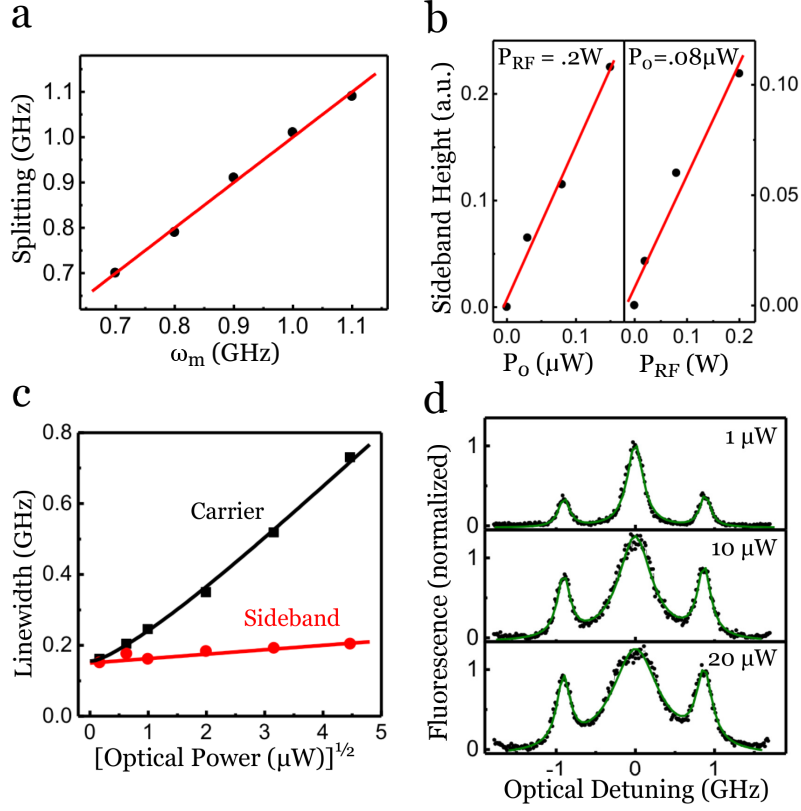 a
Splitting (GHz)
1.1
1.0
0.9
0.8
0.7
0.7 0.8 0.9 1.0 1.1
ωm (GHz)
b
Sideband Height (a.u.)
PRF = .2W
Po=.08µW
0.2
0.1
0.0
0.10
0.05
0.00
0.0 0.1
0.0 0.1 0.2
Po (µW)
PRF (W)
c
Linewidth (GHz)
0.8
0.6
0.4
0.2
0.0
Carrier
Sideband
0 1 2 3 4 5
[Optical Power (µW)]½
d
Fluorescence (normalized)
1 µW
1
0
10 µW
1
0
20 µW
1
0
-1 0 1
Optical Detuning (GHz)